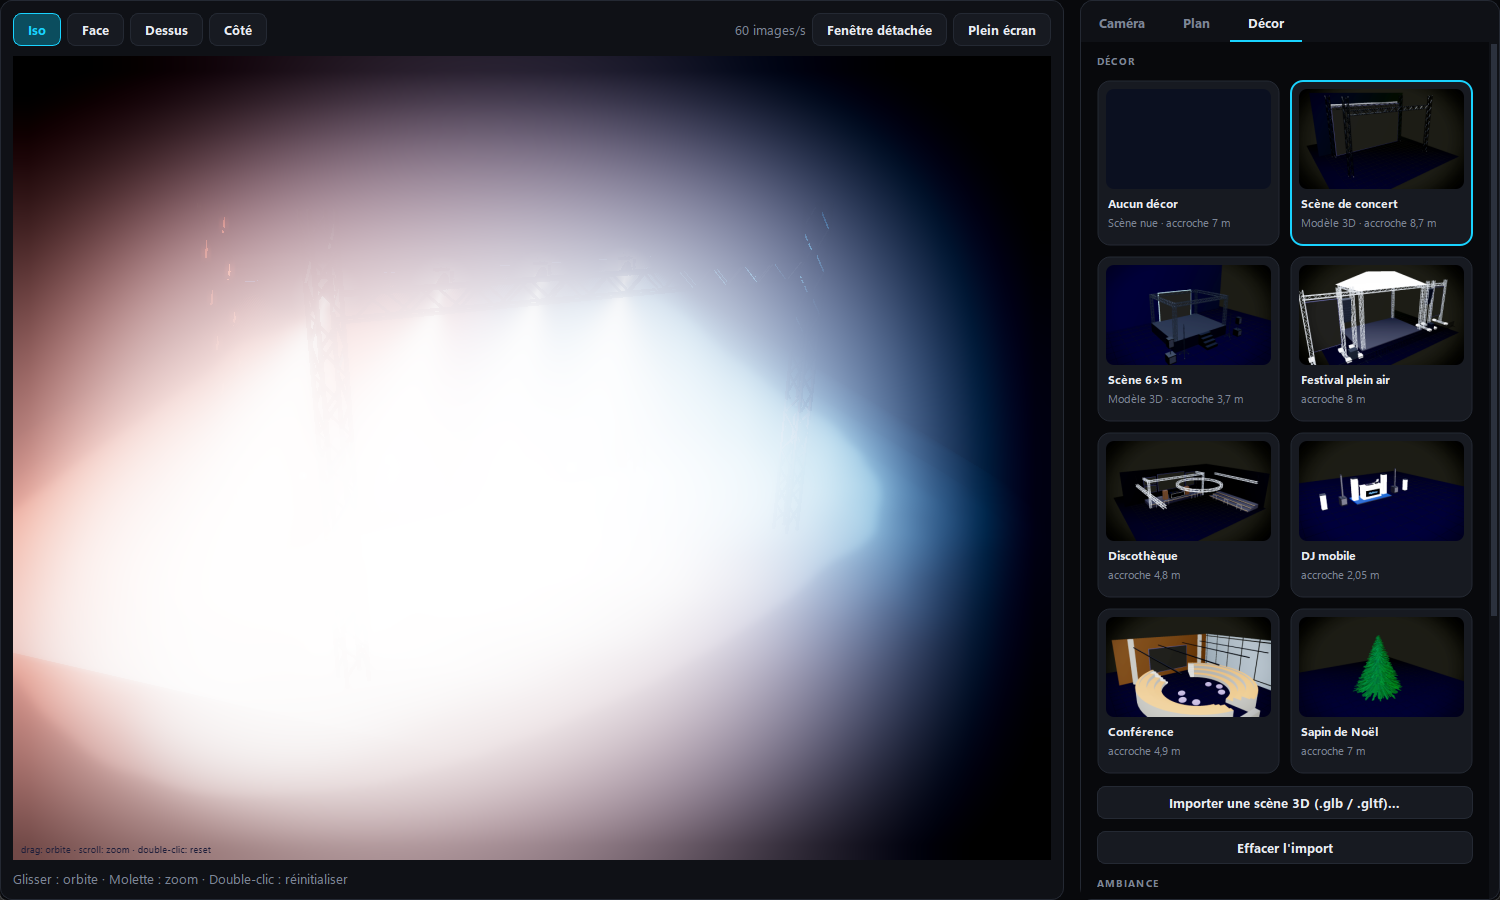 Iso
Face
Dessus
Côté
60 images/s
Fenêtre détachée
Plein écran
drag: orbite · scroll: zoom · double-clic: reset
Glisser : orbite · Molette : zoom · Double-clic : réinitialiser
Caméra
Plan
Décor
DÉCOR
Aucun décor
Scène nue · accroche 7 m
Scène de concert
Modèle 3D · accroche 8,7 m
Scène 6×5 m
Modèle 3D · accroche 3,7 m
Festival plein air
accroche 8 m
Discothèque
accroche 4,8 m
DJ mobile
accroche 2,05 m
Conférence
accroche 4,9 m
Sapin de Noël
accroche 7 m
Importer une scène 3D (.glb / .gltf)...
Effacer l'import
AMBIANCE